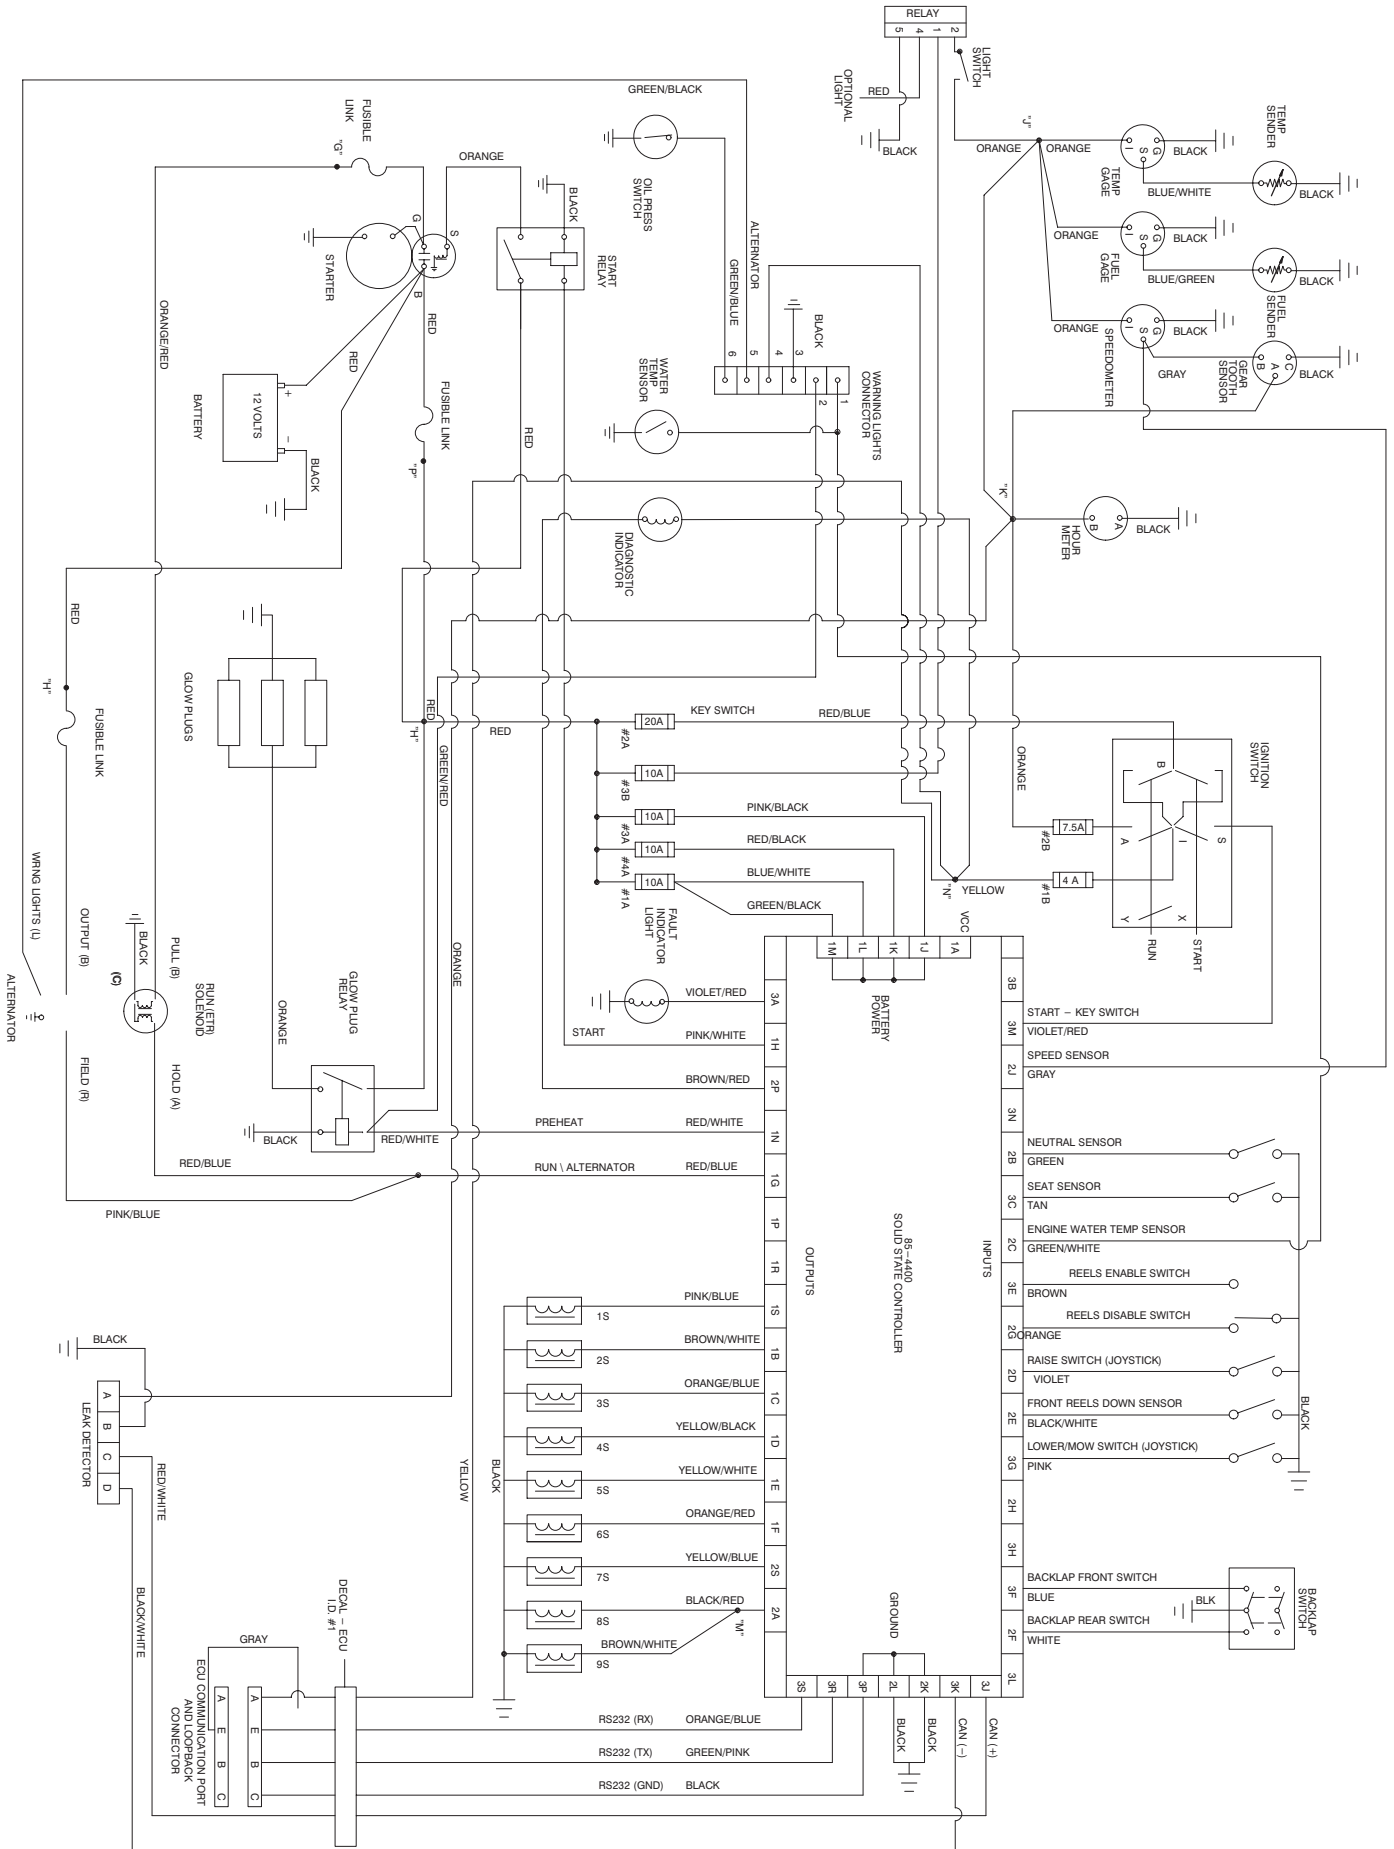 RELAY
5
4
1
2
LIGHT
SWITCH
OPTIONAL
LIGHT
RED
BLACK
"J"
ORANGE
ORANGE
I
S
G
BLACK
TEMP
GAGE
TEMP
SENDER
BLUE/WHITE
BLACK
ORANGE
I
S
G
BLACK
FUEL
GAGE
BLUE/GREEN
BLACK
FUEL
SENDER
ORANGE
I
S
G
BLACK
SPEEDOMETER
GRAY
GEAR
TOOTH
SENSOR
B
A
C
BLACK
"K"
HOUR
METER
B
A
BLACK
GREEN/BLACK
OIL PRESS
SWITCH
GREEN/BLUE
ALTERNATOR
BLACK
6
5
4
3
2
1
WARNING LIGHTS
CONNECTOR
WATER
TEMP
SENSOR
DIAGNOSTIC
INDICATOR
FUSIBLE
LINK
"G"
ORANGE
BLACK
START
RELAY
G
S
B
STARTER
RED
ORANGE/RED
RED
12 VOLTS
+
-
BATTERY
BLACK
FUSIBLE LINK
"P"
RED
RED
"H"
FUSIBLE LINK
GLOW PLUGS
RED
"H"
RED
GREEN/RED
20A
#2A
KEY SWITCH
RED/BLUE
10A
#3B
10A
#3A
PINK/BLACK
10A
#4A
RED/BLACK
10A
#1A
BLUE/WHITE
GREEN/BLACK
ORANGE
IGNITION
SWITCH
B
A
I
S
Y
X
RUN
START
7.5A
#2B
4 A
#1B
YELLOW
"N"
VCC
FAULT
INDICATOR
LIGHT
1M
1L
1K
1J
1A
BATTERY
POWER
WRNG LIGHTS (L)
OUTPUT (B)
ALTERNATOR
FIELD (R)
BLACK
(C)
PULL (B)
RUN (ETR)
SOLENOID
HOLD (A)
ORANGE
GLOW PLUG
RELAY
ORANGE
BLACK
RED/WHITE
RED/BLUE
PINK/BLUE
VIOLET/RED
3A
START
PINK/WHITE
1H
BROWN/RED
2P
PREHEAT
RED/WHITE
1N
RUN \ ALTERNATOR
RED/BLUE
1G
1P
1R
OUTPUTS
85-4400
SOLID STATE CONTROLLER
INPUTS
1S
PINK/BLUE
2S
BROWN/WHITE
3S
ORANGE/BLUE
4S
YELLOW/BLACK
5S
YELLOW/WHITE
6S
ORANGE/RED
7S
YELLOW/BLUE
8S
BLACK/RED
9S
BROWN/WHITE
1S
1B
1C
1D
1E
1F
2S
2A
"M"
BLACK
3B
3M
START - KEY SWITCH
VIOLET/RED
2J
SPEED SENSOR
GRAY
3N
2B
NEUTRAL SENSOR
GREEN
3C
SEAT SENSOR
TAN
2C
ENGINE WATER TEMP SENSOR
GREEN/WHITE
3E
REELS ENABLE SWITCH
BROWN
2G
REELS DISABLE SWITCH
ORANGE
2D
RAISE SWITCH (JOYSTICK)
VIOLET
2E
FRONT REELS DOWN SENSOR
BLACK/WHITE
3G
LOWER/MOW SWITCH (JOYSTICK)
PINK
BLACK
2H
3H
3F
BACKLAP FRONT SWITCH
BLUE
2F
BACKLAP REAR SWITCH
WHITE
3L
BLK
BACKLAP
SWITCH
GROUND
3S
3R
3P
2L
2K
3K
3J
BLACK
BLACK
CAN (-)
CAN (+)
RS232 (RX)
ORANGE/BLUE
RS232 (TX)
GREEN/PINK
RS232 (GND)
BLACK
BLACK
A
B
C
D
LEAK DETECTOR
RED/WHITE
BLACK/WHITE
YELLOW
DECAL - ECU
I.D. #1
GRAY
A
E
B
C
A
E
B
C
ECU COMMUNICATION PORT
AND LOOPBACK
CONNECTOR